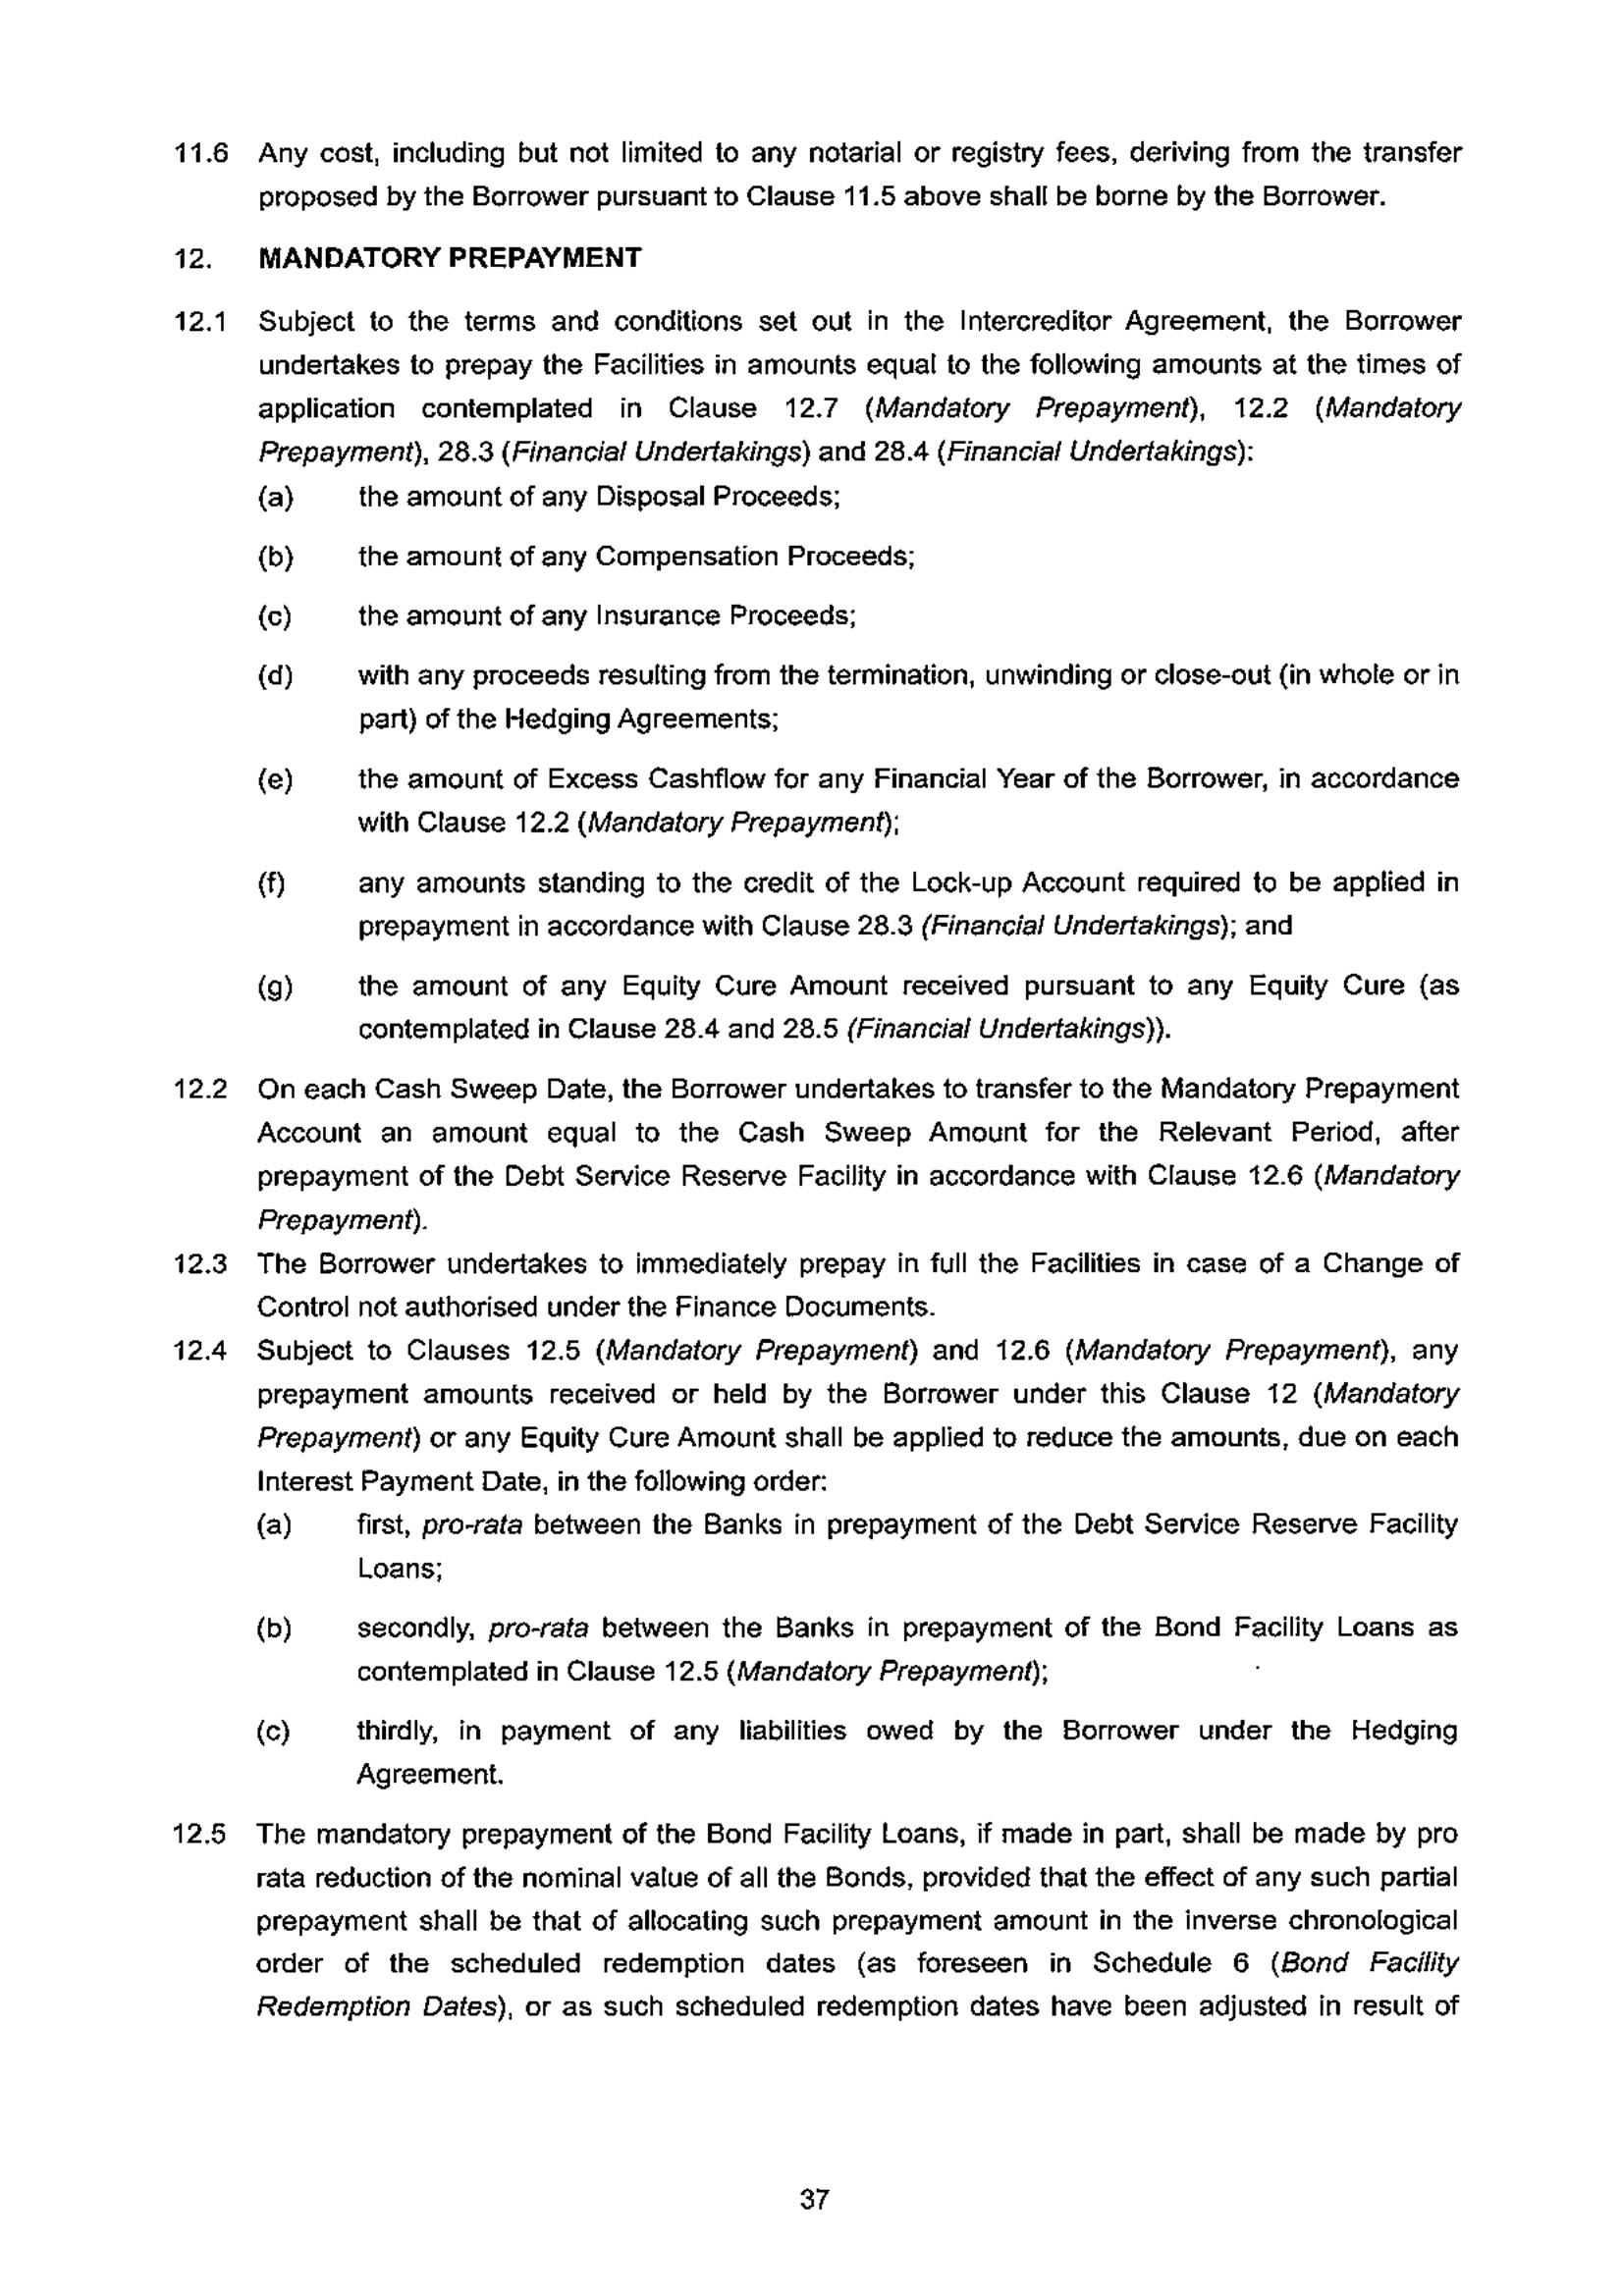 11.6 Any cost, including but not limited to any notarial or registry fees, deriving from the transfer
proposed by the Borrower pursuant to Clause 11.5 above shall be borne by the Borrower.
12. MANDATORY PREPAYMENT
12.1 Subject to the terms and conditions set out in the Intercreditor Agreement, the Borrower
undertakes to prepay the Facilities in amounts equal to the following amounts at the times of
application contemplated in Clause 12.7 (Mandatory Prepayment), 12.2 (Mandatory
Prepayment), 28.3 (Financial Undertakings) and 28.4 (Financial Undertakings):
(a) the amount of any Disposal Proceeds;
(b) the amount of any Compensation Proceeds;
(c) the amount of any Insurance Proceeds;
(d) with any proceeds resulting from the termination, unwinding or close-out (in whole or in
part) of the Hedging Agreements;
(e) the amount of Excess Cashflow for any Financial Year of the Borrower, in accordance
with Clause 12.2 (Mandatory Prepayment);
(f) any amounts standing to the credit of the Lock-up Account required to be applied in
prepayment in accordance with Clause 28.3 (Financial Undertakings); and
(g) the amount of any Equity Cure Amount received pursuant to any Equity Cure (as
contemplated in Clause 28.4 and 28.5 (Financial Undertakings)).
12.2 On each Cash Sweep Date, the Borrower undertakes to transfer to the Mandatory Prepayment
Account an amount equal to the Cash Sweep Amount for the Relevant Period, after
prepayment of the Debt Service Reserve Facility in accordance with Clause 12.6 (Mandatory
Prepayment).
12.3 The Borrower undertakes to immediately prepay in full the Facilities in case of a Change of
Control not authorised under the Finance Documents.
12.4 Subject to Clauses 12.5 (Mandatory Prepayment) and 12.6 (Mandatory Prepayment), any
prepayment amounts received or held by the Borrower under this Clause 12 (Mandatory
Prepayment) or any Equity Cure Amount shall be applied to reduce the amounts, due on each
Interest Payment Date, in the following order:
(a) first, pro-rata between the Banks in prepayment of the Debt Service Reserve Facility
Loans;
(b) secondly, pro-rata between the Banks in prepayment of the Bond Facility Loans as
contemplated in Clause 12.5 (Mandatory Prepayment);
(c) thirdly, in payment of any liabilities owed by the Borrower under the Hedging
Agreement.
12.5 The mandatory prepayment of the Bond Facility Loans, if made in part, shall be made by pro
rata reduction of the nominal value of all the Bonds, provided that the effect of any such partial
prepayment shall be that of allocating such prepayment amount in the inverse chronological
order of the scheduled redemption dates (as foreseen in Schedule 6 (Bond Facility
Redemption Dates), or as such scheduled redemption dates have been adjusted in result of
37